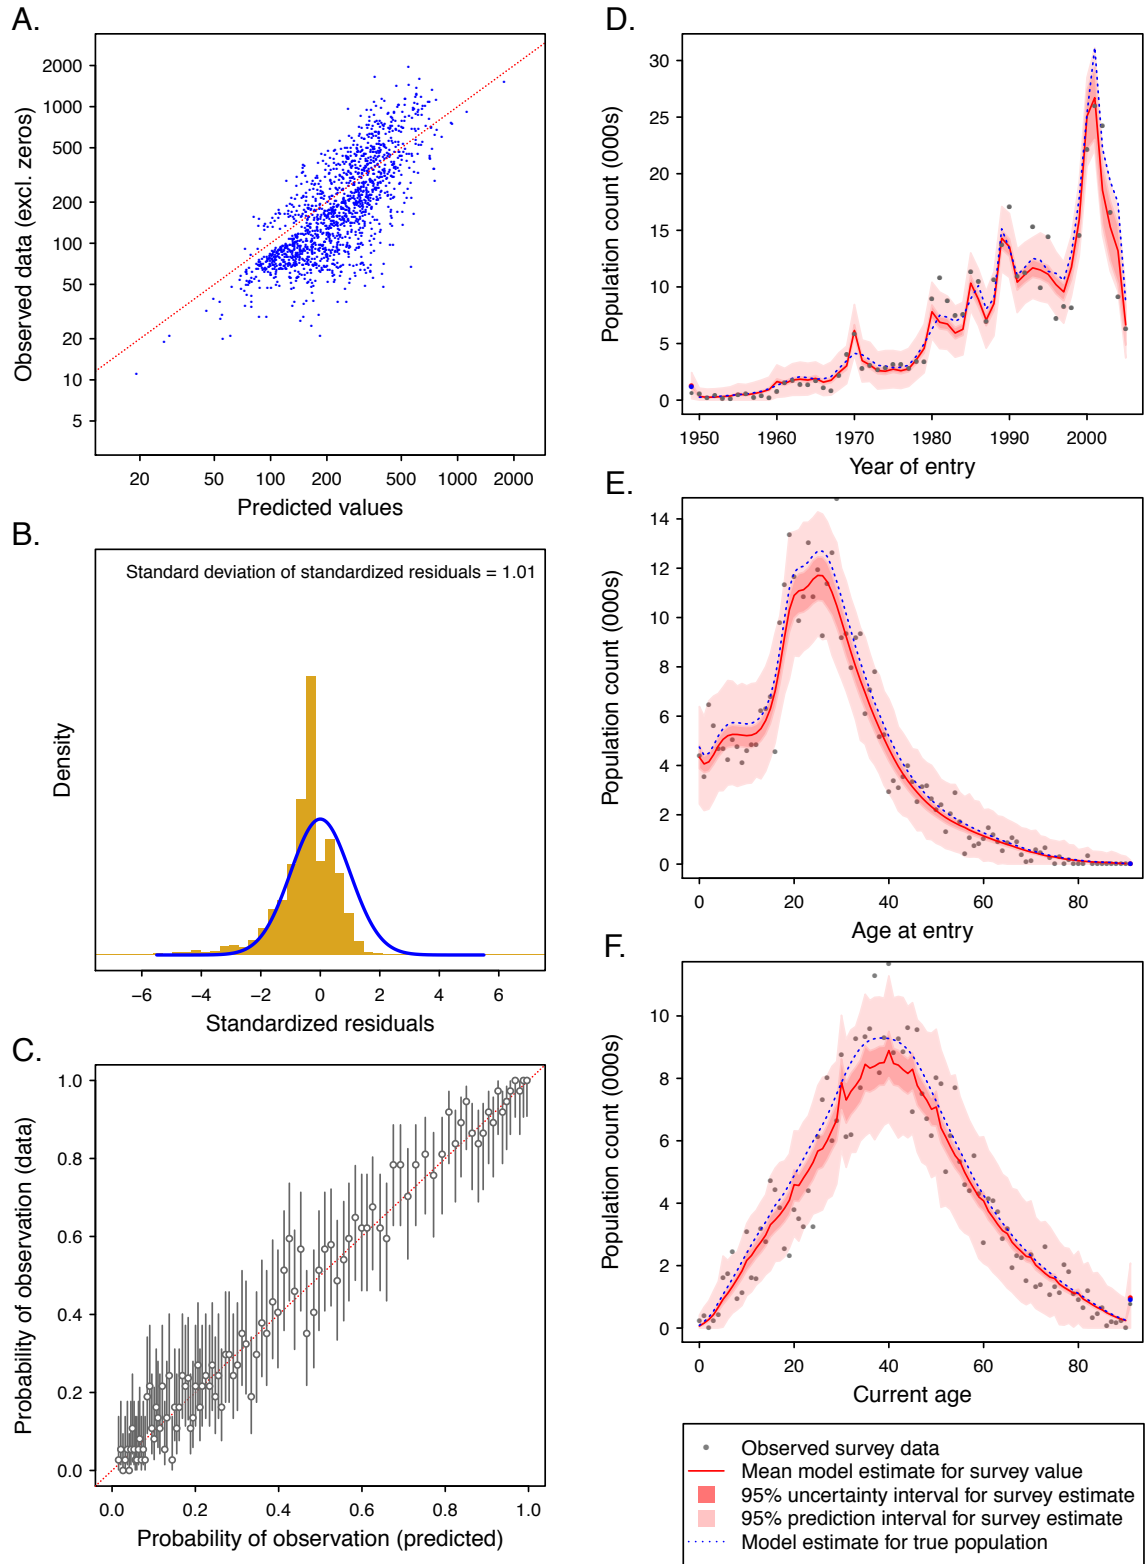 A.
Observed data (excl. zeros)
2000
1000
500
200
100
50
20
10
5
20 50 100 200 500 1000 2000
Predicted values
B.
Standard deviation of standardized residuals = 1.01
Density
−6 −4 −2 0 2 4 6
Standardized residuals
C.
Probability of observation (data)
1.0
0.8
0.6
0.4
0.2
0.0
0.0 0.2 0.4 0.6 0.8 1.0
Probability of observation (predicted)
D.
Population count (000s)
30
25
20
15
10
5
0
1950 1960 1970 1980 1990 2000
Year of entry
E.
Population count (000s)
14
12
10
8
6
4
2
0
0 20 40 60 80
Age at entry
F.
Population count (000s)
10
8
6
4
2
0
0 20 40 60 80
Current age
Observed survey data
Mean model estimate for survey value
95% uncertainty interval for survey estimate
95% prediction interval for survey estimate
Model estimate for true population